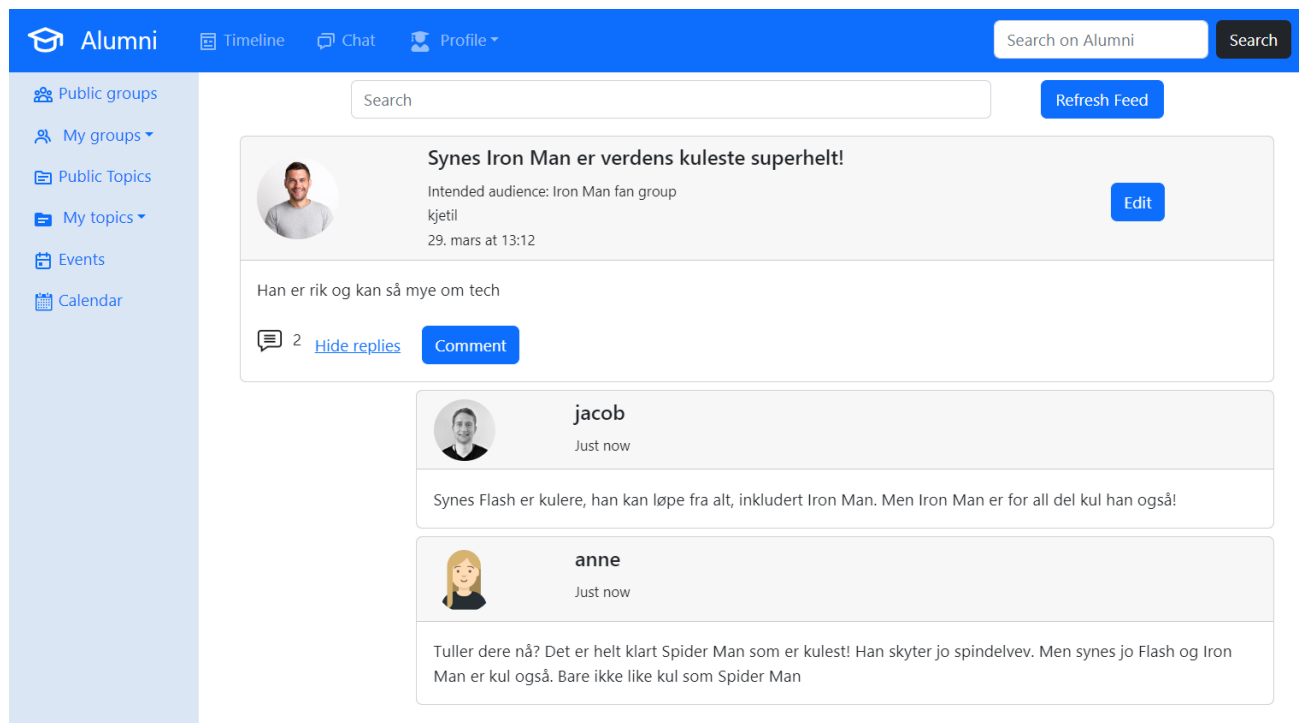 Alumni
Timeline
Chat
Profile
Search on Alumni
Search
Public groups
My groups
Public Topics
My topics
Events
Calendar
Search
Refresh Feed
Synes Iron Man er verdens kuleste superhelt!
Intended audience: Iron Man fan group
kjetil
29. mars at 13:12
Edit
Han er rik og kan så mye om tech
2
Hide replies
Comment
jacob
Just now
Synes Flash er kulere, han kan løpe fra alt, inkludert Iron Man. Men Iron Man er for all del kul han også!
anne
Just now
Tuller dere nå? Det er helt klart Spider Man som er kulest! Han skyter jo spindelvev. Men synes jo Flash og Iron
Man er kul også. Bare ikke like kul som Spider Man